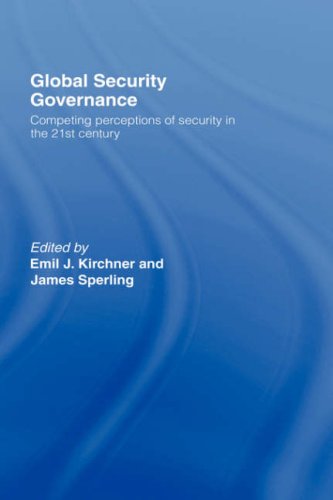 Global Security
Governance
Competing perceptions of security in
the 21st century
Edited by
Emil J. Kirchner and
James Sperling